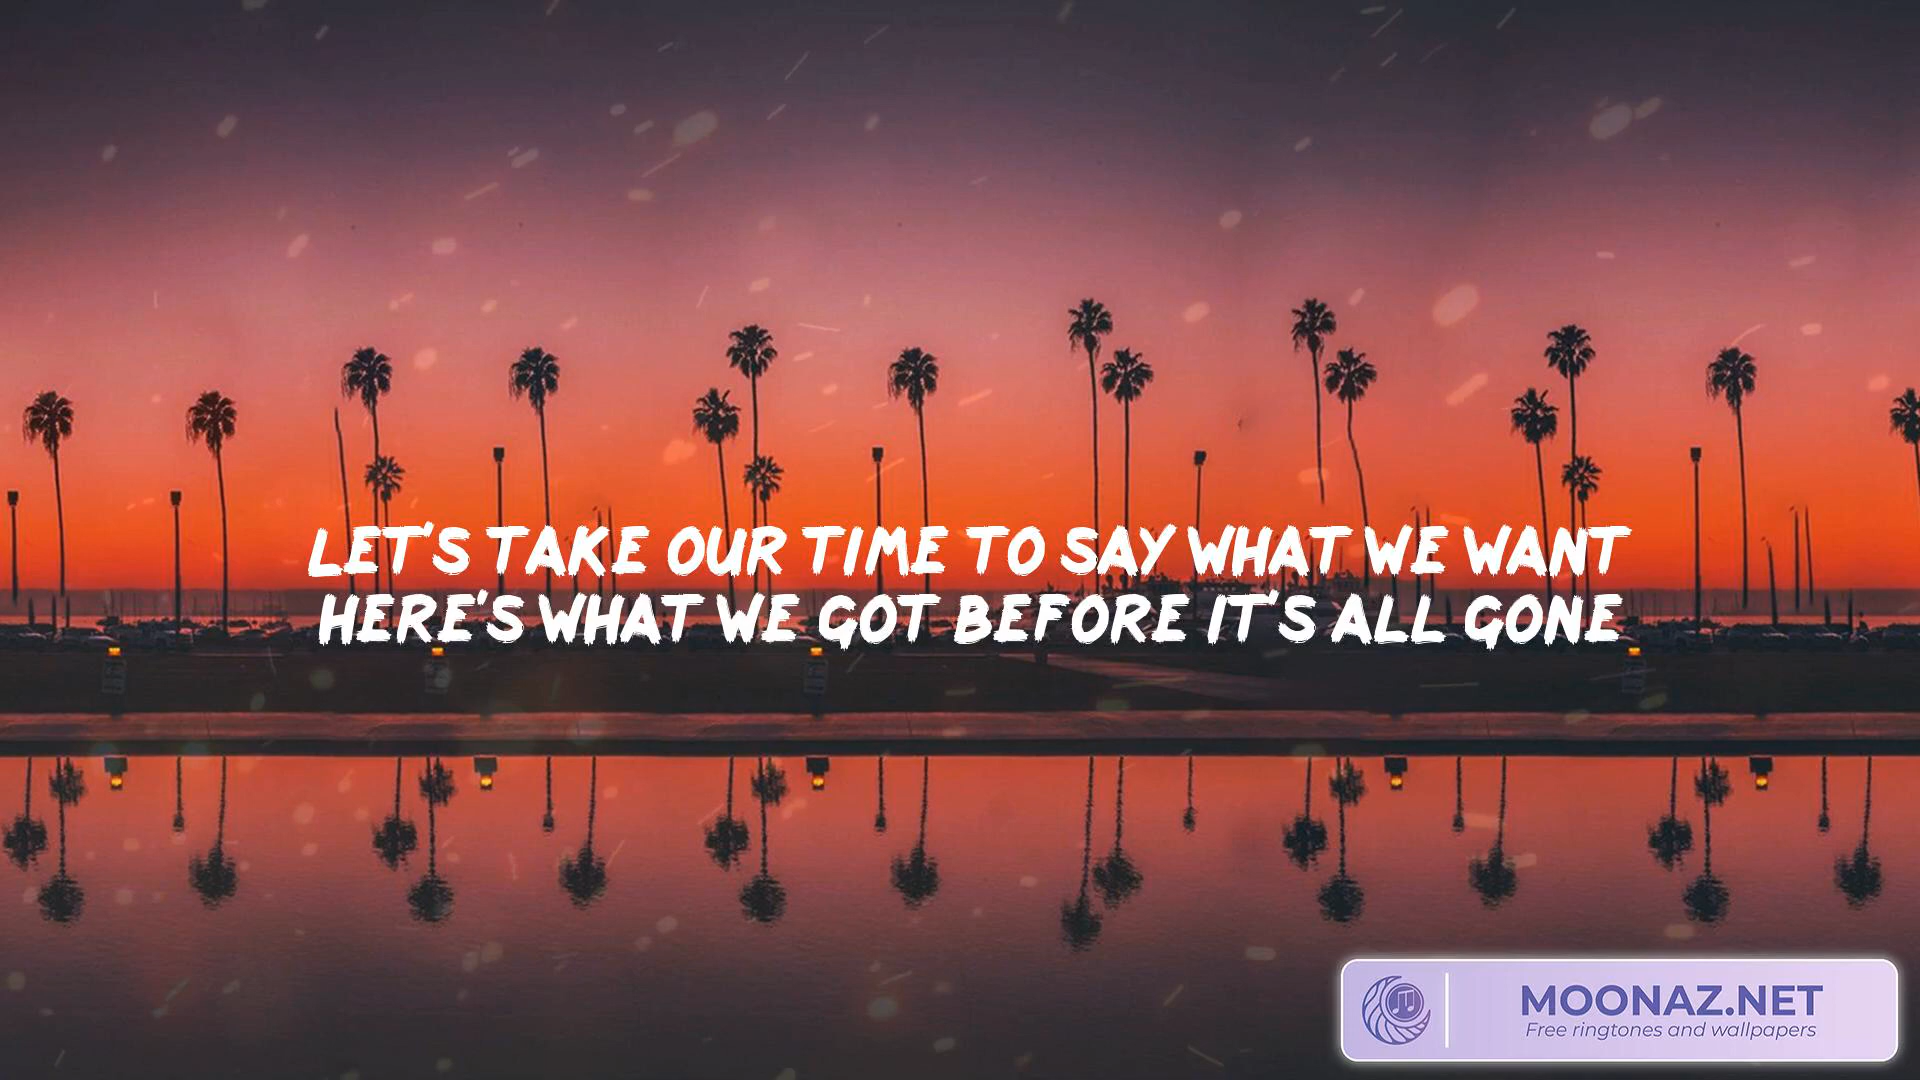 LET'S TAKE OUR TIME TO SAY WHAT WE WANT
HERE'S WHAT WE GOT BEFORE IT'S ALL GONE
MOONAZ.NET
Free ringtones and wallpapers